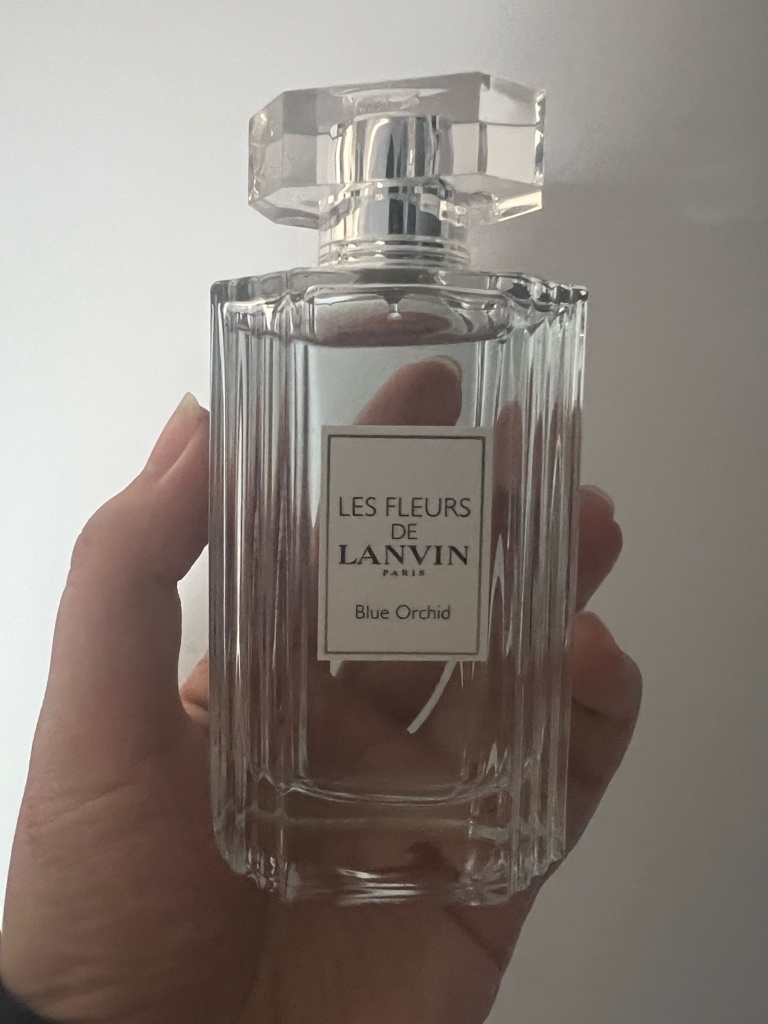 LES FLEURS
DE
LANVIN
PARIS
Blue Orchid